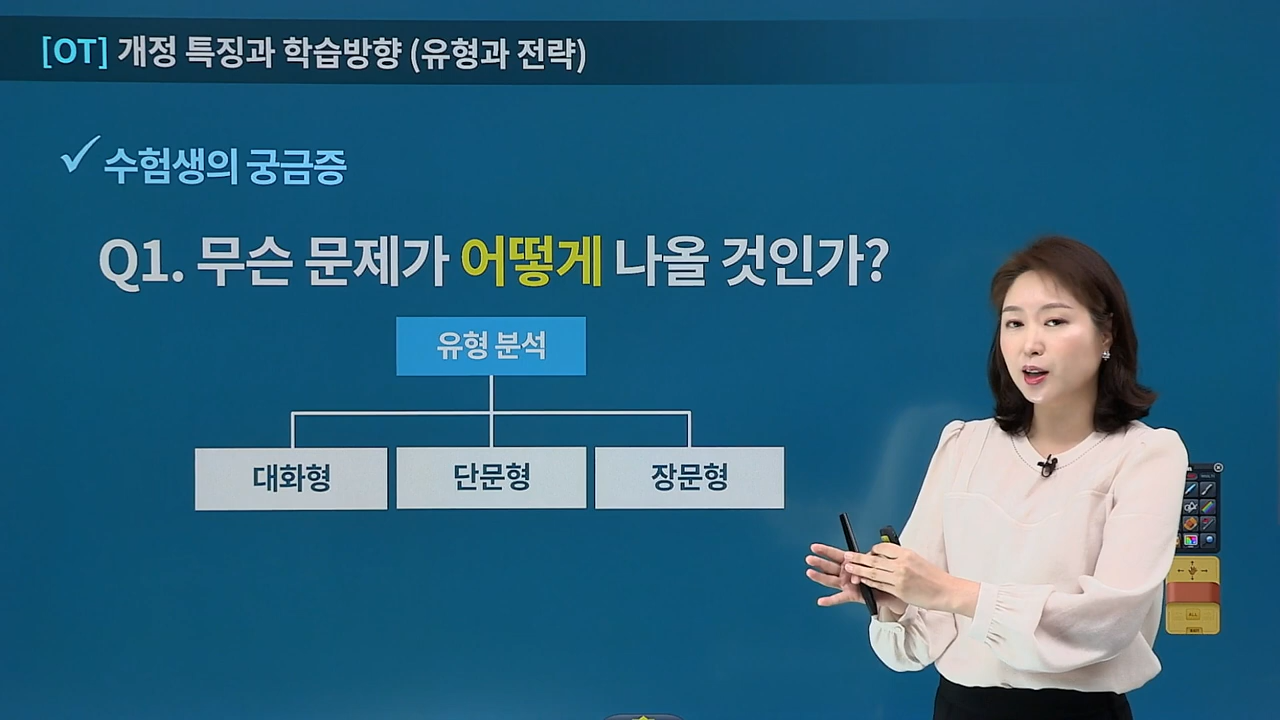 [OT] 개정 특징과 학습방향 (유형과 전략)
수험생의 궁금증
Q1. 무슨 문제가 어떻게 나올 것인가?
유형 분석
대화형
단문형
장문형